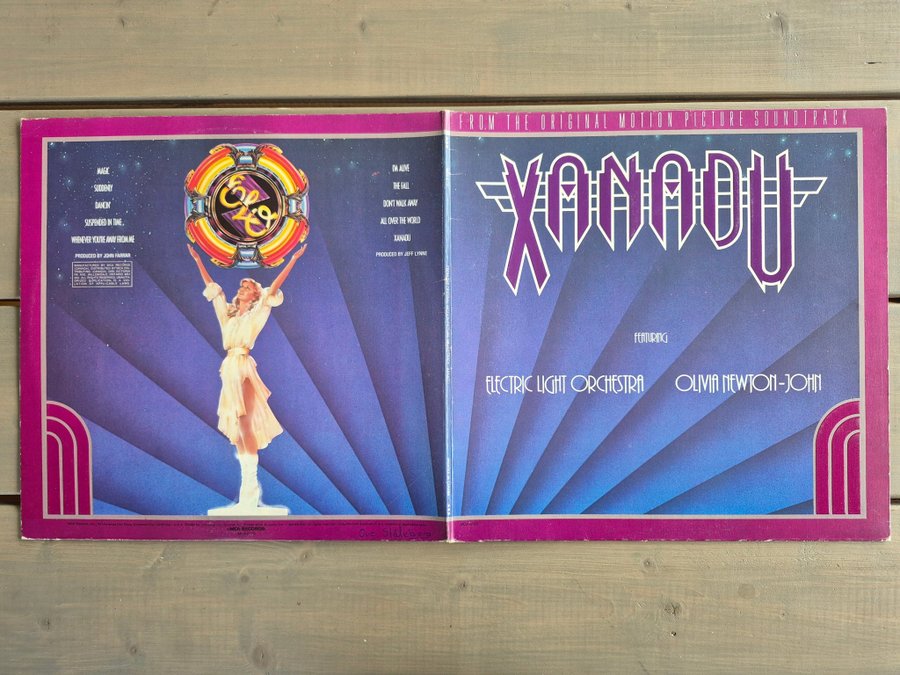 MAGIC
SUDDENLY
DANCIN'
SUSPENDED IN TIME
WHENEVER YOU'RE AWAY FROM ME
PRODUCED BY JOHN FARRAR
ELO
I'M ALIVE
THE FALL
DON'T WALK AWAY
ALL OVER THE WORLD
XANADU
PRODUCED BY JEFF LYNNE
MCA RECORDS
FROM THE ORIGINAL MOTION PICTURE SOUNDTRACK
XANADU
FEATURING
ELECTRIC LIGHT ORCHESTRA OLIVIA NEWTON-JOHN